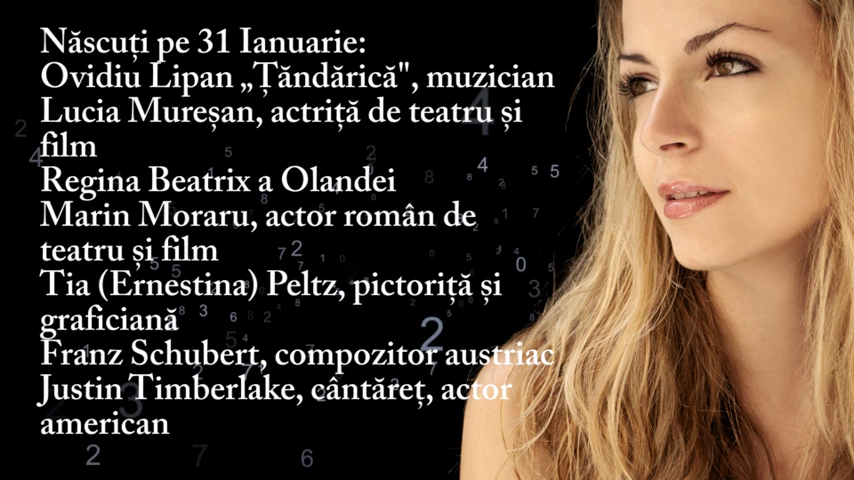 Născuți pe 31 Ianuarie:
Ovidiu Lipan „Țăndărică", muzician
Lucia Mureșan, actriță de teatru și
film
Regina Beatrix a Olandei
Marin Moraru, actor român de
teatru și film
Tia (Ernestina) Peltz, pictoriță și
graficiană
Franz Schubert, compozitor austriac
Justin Timberlake, cântăreț, actor
american